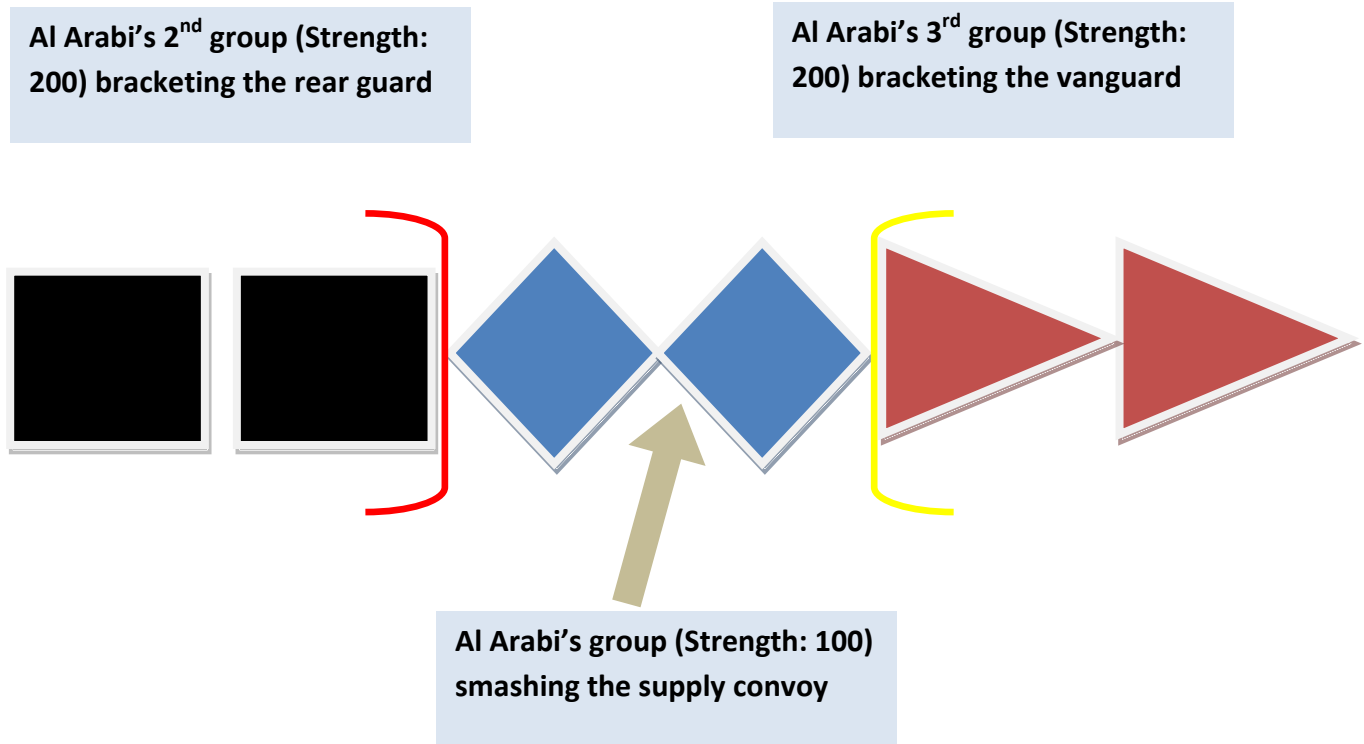 Al Arabi’s 2nd group (Strength:
200) bracketing the rear guard
Al Arabi’s 3rd group (Strength:
200) bracketing the vanguard
Al Arabi’s group (Strength: 100)
smashing the supply convoy